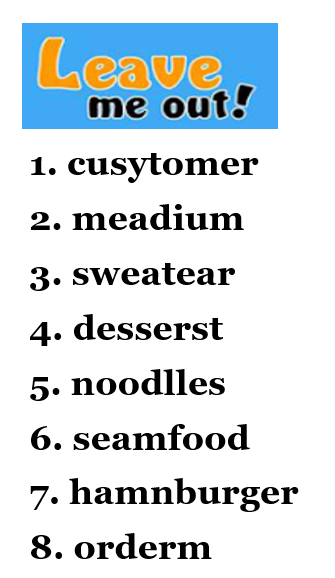 Leave
me out!
1. cusytomer
2. meadium
3. sweatear
4. desserst
5. noodlles
6. seamfood
7. hamnburger
8. orderm